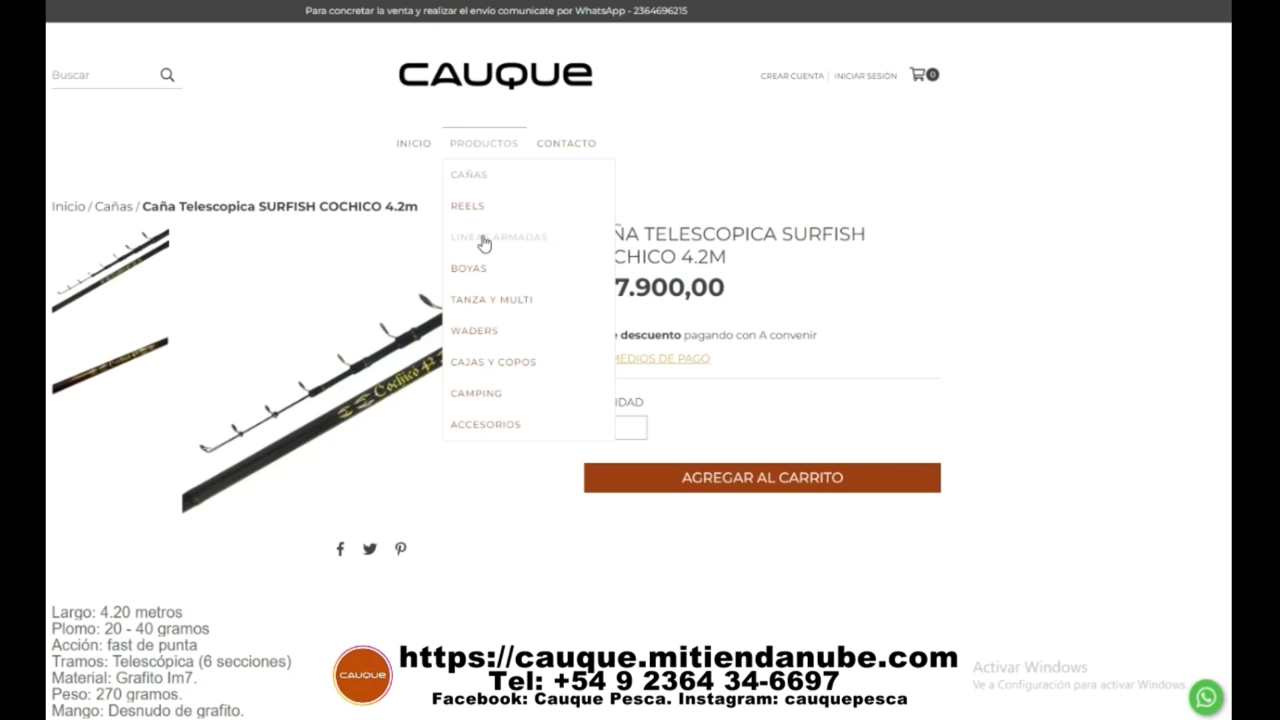 Para concretar la venta y realizar el envío comunicate por WhatsApp - 2364696215
Buscar
CAUQUE
CREAR CUENTA | INICIAR SESIÓN
0
INICIO
PRODUCTOS
CONTACTO
CAÑAS
REELS
LINEAS ARMADAS
BOYAS
TANZA Y MULTI
WADERS
CAJAS Y COPOS
CAMPING
ACCESORIOS
Inicio / Cañas / Caña Telescopica SURFISH COCHICO 4.2m
ÑA TELESCOPICA SURFISH
CHICO 4.2M
7.900,00
descuento pagando con A convenir
MEDIOS DE PAGO
IDAD
AGREGAR AL CARRITO
Cochico 42
Largo: 4.20 metros
Plomo: 20 - 40 gramos
Acción: fast de punta
Tramos: Telescópica (6 secciones)
Material: Grafito Im7.
Peso: 270 gramos.
Mango: Desnudo de grafito.
CAUQUE
https://cauque.mitiendanube.com
Tel: +54 9 2364 34-6697
Facebook: Cauque Pesca. Instagram: cauquepesca
Activar Windows
Ve a Configuración para activar Windows.